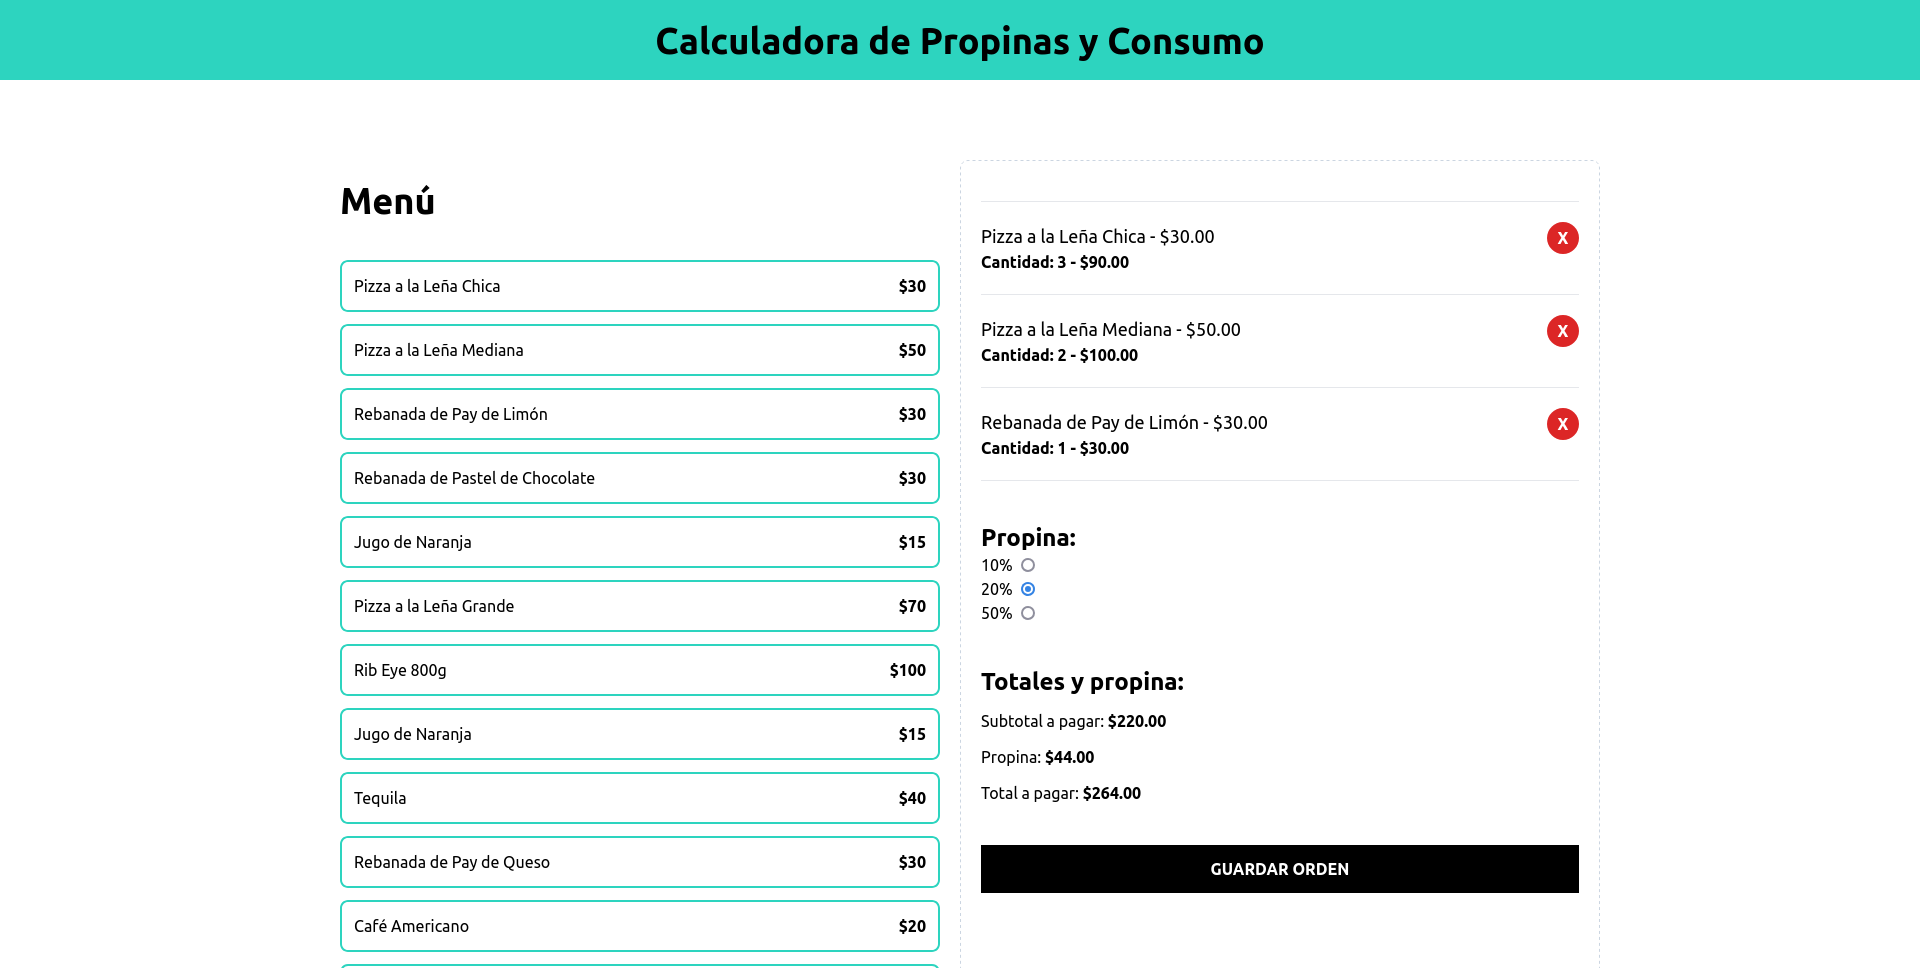 Calculadora de Propinas y Consumo
Menú
Pizza a la Leña Chica $30
Pizza a la Leña Mediana $50
Rebanada de Pay de Limón $30
Rebanada de Pastel de Chocolate $30
Jugo de Naranja $15
Pizza a la Leña Grande $70
Rib Eye 800g $100
Jugo de Naranja $15
Tequila $40
Rebanada de Pay de Queso $30
Café Americano $20
Pizza a la Leña Chica - $30.00 X
Cantidad: 3 - $90.00
Pizza a la Leña Mediana - $50.00 X
Cantidad: 2 - $100.00
Rebanada de Pay de Limón - $30.00 X
Cantidad: 1 - $30.00
Propina:
10%
20%
50%
Totales y propina:
Subtotal a pagar: $220.00
Propina: $44.00
Total a pagar: $264.00
GUARDAR ORDEN